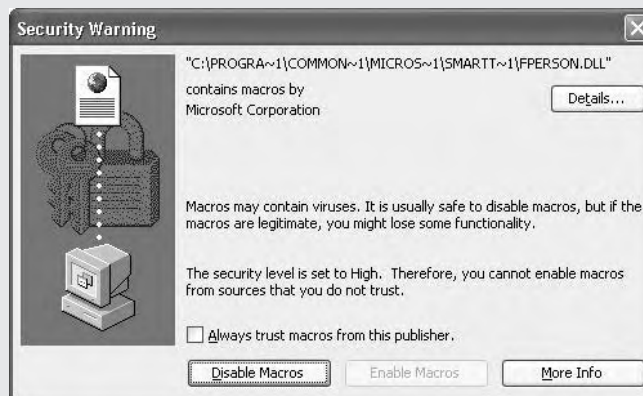 Security Warning
"C:\PROGRA~1\COMMON~1\MICROS~1\SMARTT~1\FPERSON.DLL"
contains macros by
Microsoft Corporation
Details...
Macros may contain viruses. It is usually safe to disable macros, but if the
macros are legitimate, you might lose some functionality.
The security level is set to High. Therefore, you cannot enable macros
from sources that you do not trust.
Always trust macros from this publisher.
Disable Macros
Enable Macros
More Info